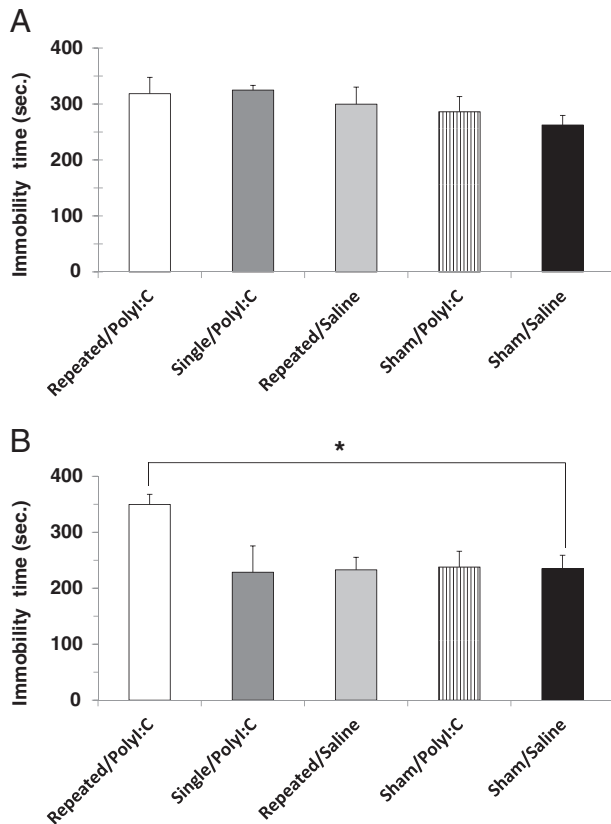 A
Immobility time (sec.)
400
300
200
100
0
Repeated/PolyI:C
Single/PolyI:C
Repeated/Saline
Sham/PolyI:C
Sham/Saline
B
*
Immobility time (sec.)
400
300
200
100
0
Repeated/PolyI:C
Single/PolyI:C
Repeated/Saline
Sham/PolyI:C
Sham/Saline